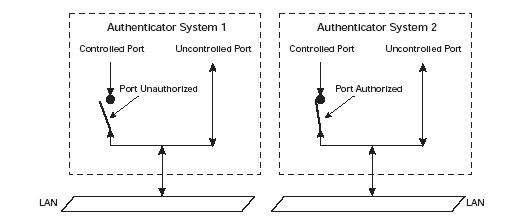 Authenticator System 1
Controlled Port
Uncontrolled Port
Port Unauthorized
LAN
Authenticator System 2
Controlled Port
Uncontrolled Port
Port Authorized
LAN